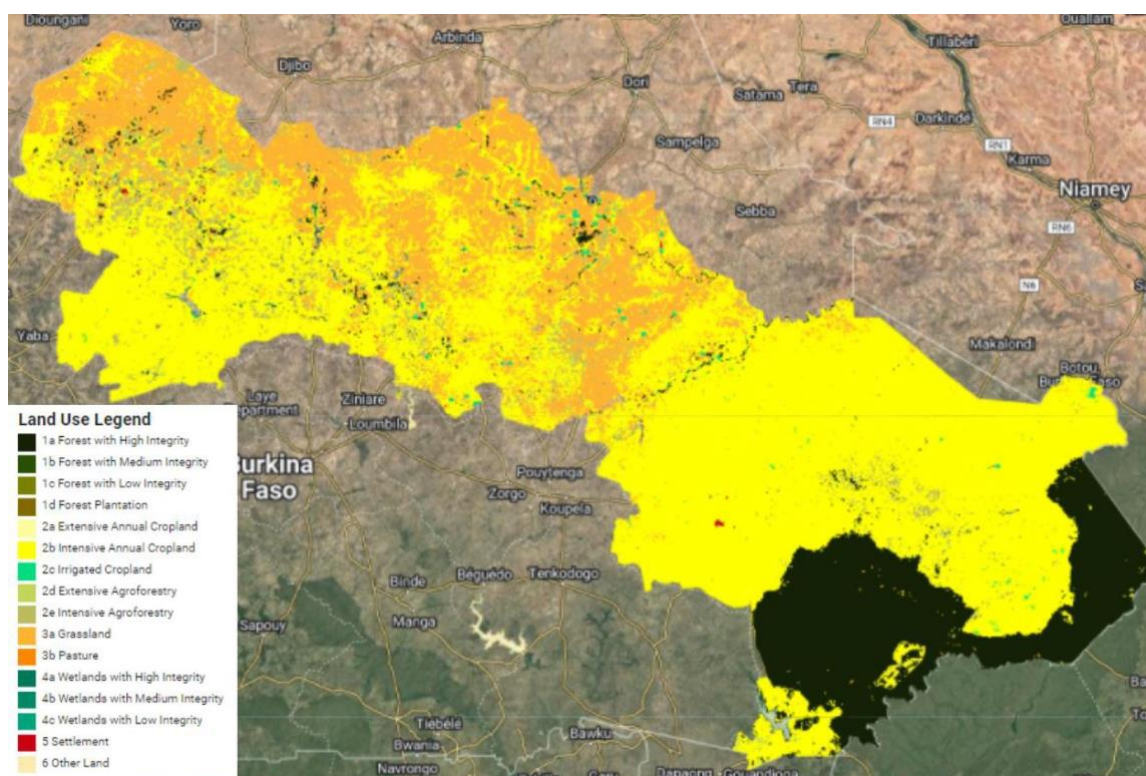 Dioungani
Yoro
Ouallam
Arbinda
Tillabéri
Djibo
Dori
Satama
Tera
RN4
Darkinde
Sampelga
RN1
Karma
Niamey
Sebba
RN6
N6
Yaba
Makalondi
Botou,
Laye
Ziniare
Loumbila
Burkina
Faso
Pouytenga
Zorgo
Koupela
Binde
Béguédo
Tenkodogo
Manga
Sapouy
Tiébélé
Bawku
Bwania
Navrongo
Land Use Legend
1a Forest with High Integrity
1b Forest with Medium Integrity
1c Forest with Low Integrity
1d Forest Plantation
2a Extensive Annual Cropland
2b Intensive Annual Cropland
2c Irrigated Cropland
2d Extensive Agroforestry
2e Intensive Agroforestry
3a Grassland
3b Pasture
4a Wetlands with High Integrity
4b Wetlands with Medium Integrity
4c Wetlands with Low Integrity
5 Settlement
6 Other Land